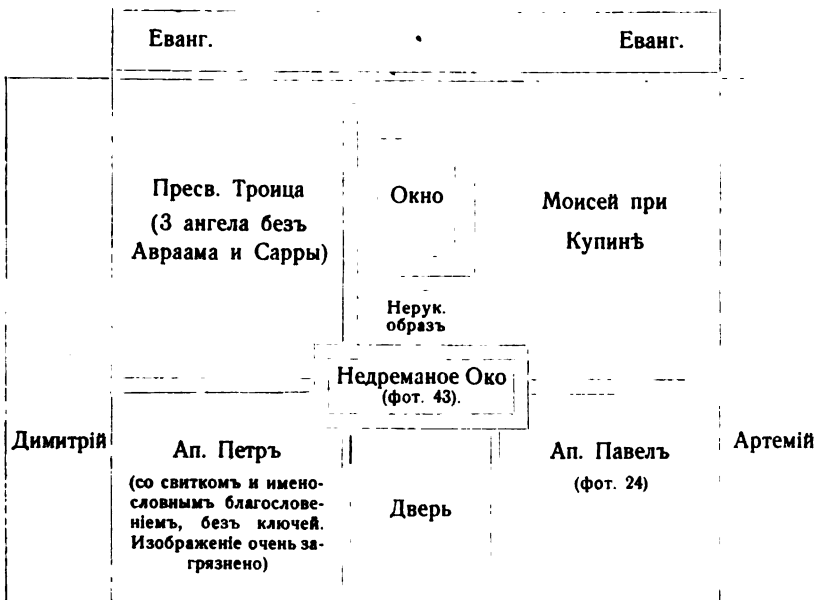 Еванг.
Еванг.
Пресв. Троица
(3 ангела безъ
Авраама и Сарры)
Окно
Моисей при
Купинѣ
Нерук.
образъ
Недреманое Око
(фот. 43).
Димитрій
Ап. Петръ
(со свиткомъ и имено-
словнымъ благослове-
ніемъ, безъ ключей.
Изображеніе очень за-
грязнено)
Дверь
Ап. Павелъ
(фот. 24)
Артемій